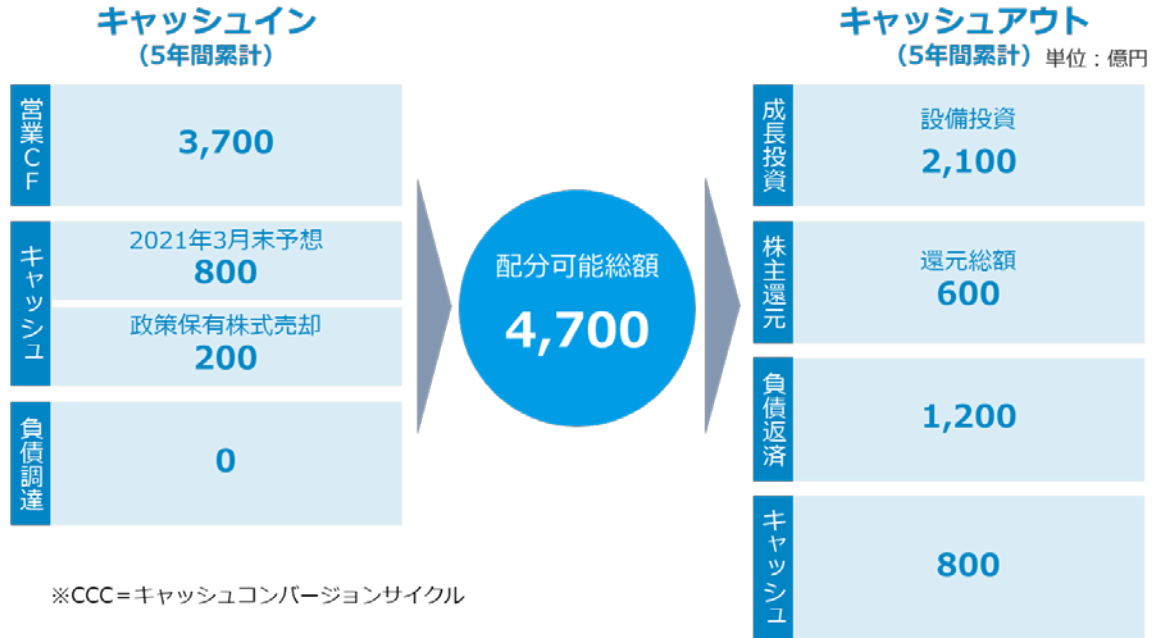 キャッシュイン
（5年間累計）
営業CF
3,700
キャッシュ
2021年3月末予想
800
政策保有株式売却
200
負債調達
0
※CCC＝キャッシュコンバージョンサイクル
配分可能総額
4,700
キャッシュアウト
（5年間累計）
単位：億円
成長投資
設備投資
2,100
株主還元
還元総額
600
負債返済
1,200
キャッシュ
800